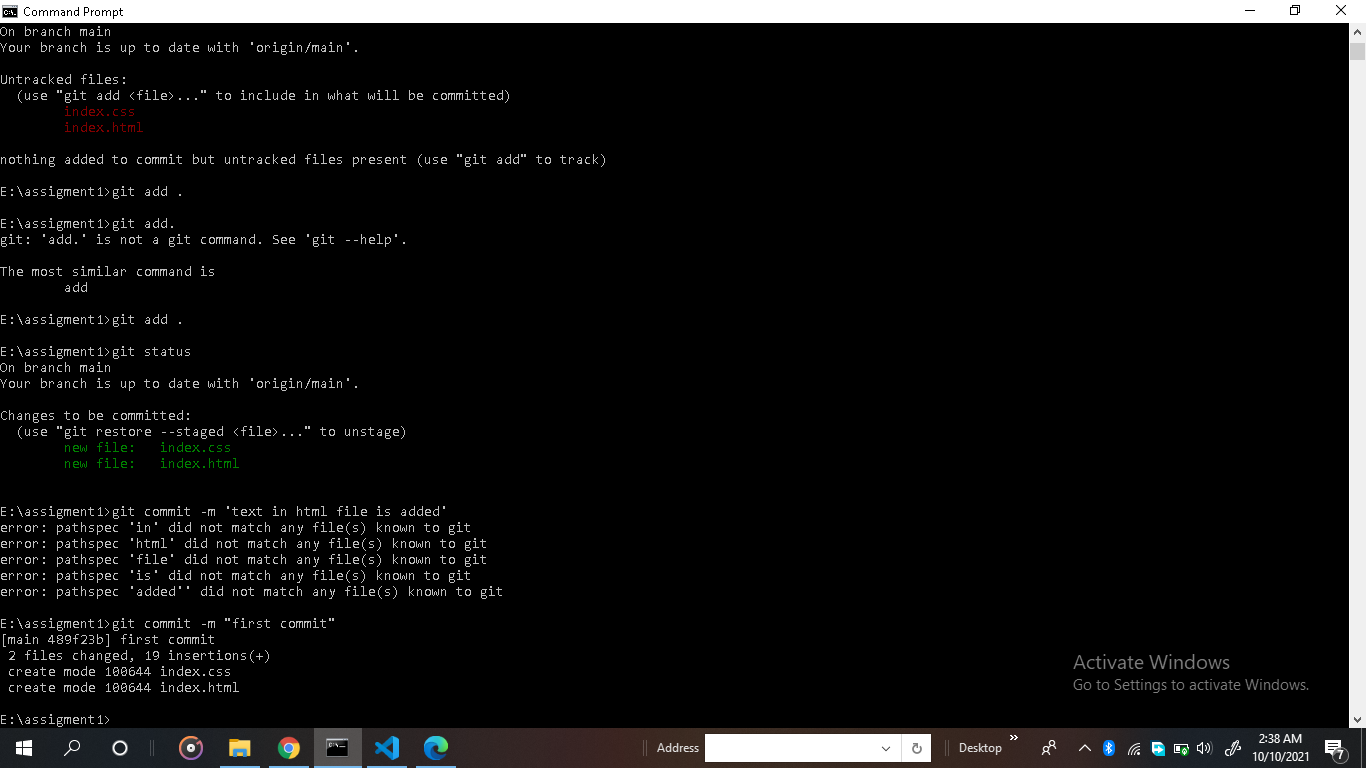 Command Prompt
On branch main
Your branch is up to date with 'origin/main'.
Untracked files:
  (use "git add <file>..." to include in what will be committed)
        index.css
        index.html
nothing added to commit but untracked files present (use "git add" to track)
E:\assigment1>git add .
E:\assigment1>git add.
git: 'add.' is not a git command. See 'git --help'.
The most similar command is
        add
E:\assigment1>git add .
E:\assigment1>git status
On branch main
Your branch is up to date with 'origin/main'.
Changes to be committed:
  (use "git restore --staged <file>..." to unstage)
        new file:   index.css
        new file:   index.html
E:\assigment1>git commit -m 'text in html file is added'
error: pathspec 'in' did not match any file(s) known to git
error: pathspec 'html' did not match any file(s) known to git
error: pathspec 'file' did not match any file(s) known to git
error: pathspec 'is' did not match any file(s) known to git
error: pathspec 'added'' did not match any file(s) known to git
E:\assigment1>git commit -m "first commit"
[main 489f23b] first commit
 2 files changed, 19 insertions(+)
 create mode 100644 index.css
 create mode 100644 index.html
E:\assigment1>
Activate Windows
Go to Settings to activate Windows.
Address
Desktop
2:38 AM
10/10/2021
7